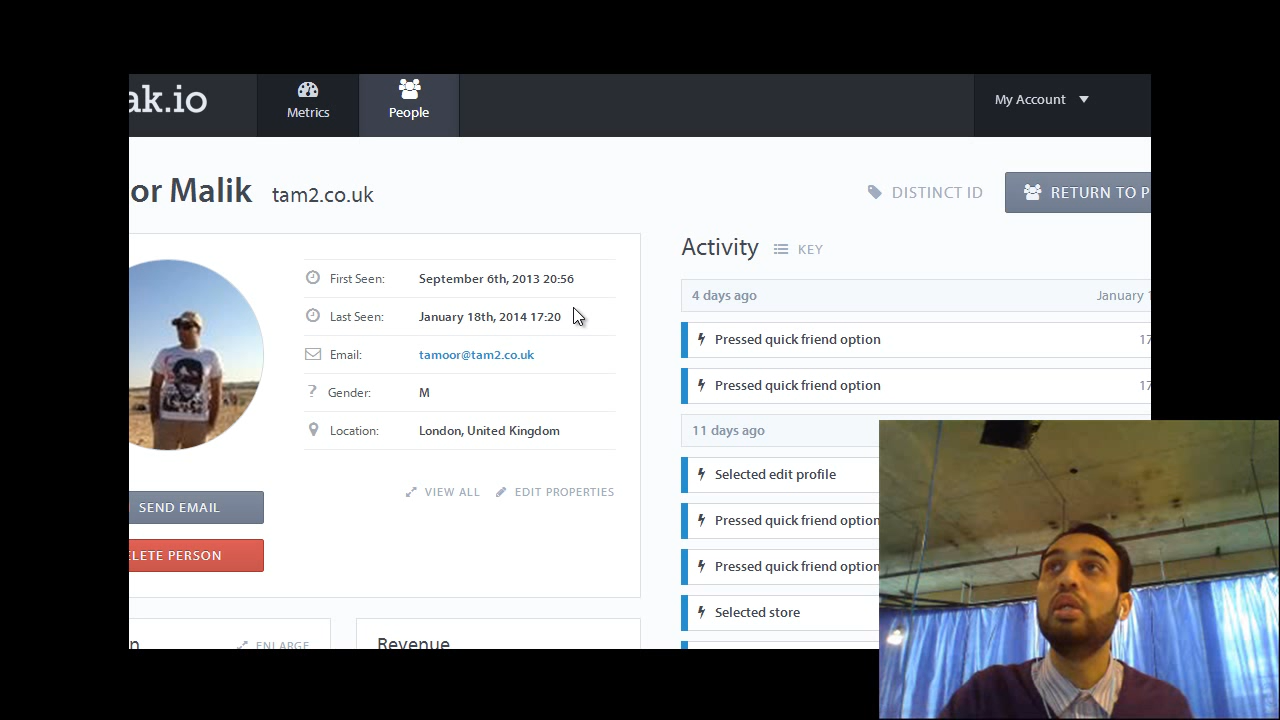 ak.io
Metrics
People
My Account
or Malik tam2.co.uk
DISTINCT ID
RETURN TO P
First Seen: September 6th, 2013 20:56
Last Seen: January 18th, 2014 17:20
Email: tamoor@tam2.co.uk
Gender: M
Location: London, United Kingdom
VIEW ALL EDIT PROPERTIES
SEND EMAIL
ELETE PERSON
n ENLARGE
Revenue
Activity KEY
4 days ago January 1
Pressed quick friend option 17
Pressed quick friend option 17
11 days ago
Selected edit profile
Pressed quick friend option
Pressed quick friend option
Selected store